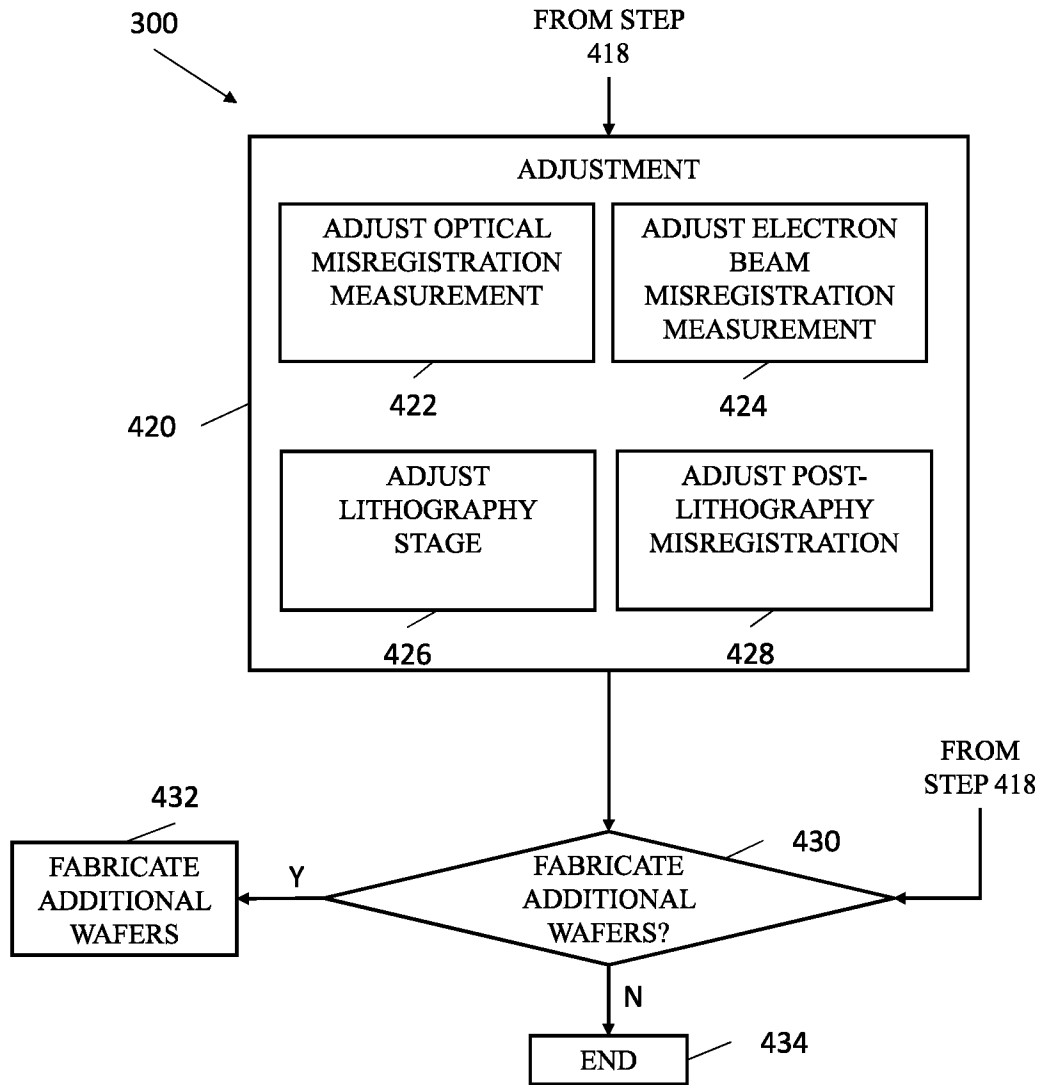 300
FROM STEP
418
ADJUSTMENT
ADJUST OPTICAL
MISREGISTRATION
MEASUREMENT
422
ADJUST ELECTRON
BEAM
MISREGISTRATION
MEASUREMENT
424
420
ADJUST
LITHOGRAPHY
STAGE
426
ADJUST POST-
LITHOGRAPHY
MISREGISTRATION
428
FROM
STEP 418
432
430
FABRICATE
ADDITIONAL
WAFERS
Y
FABRICATE
ADDITIONAL
WAFERS?
N
END
434